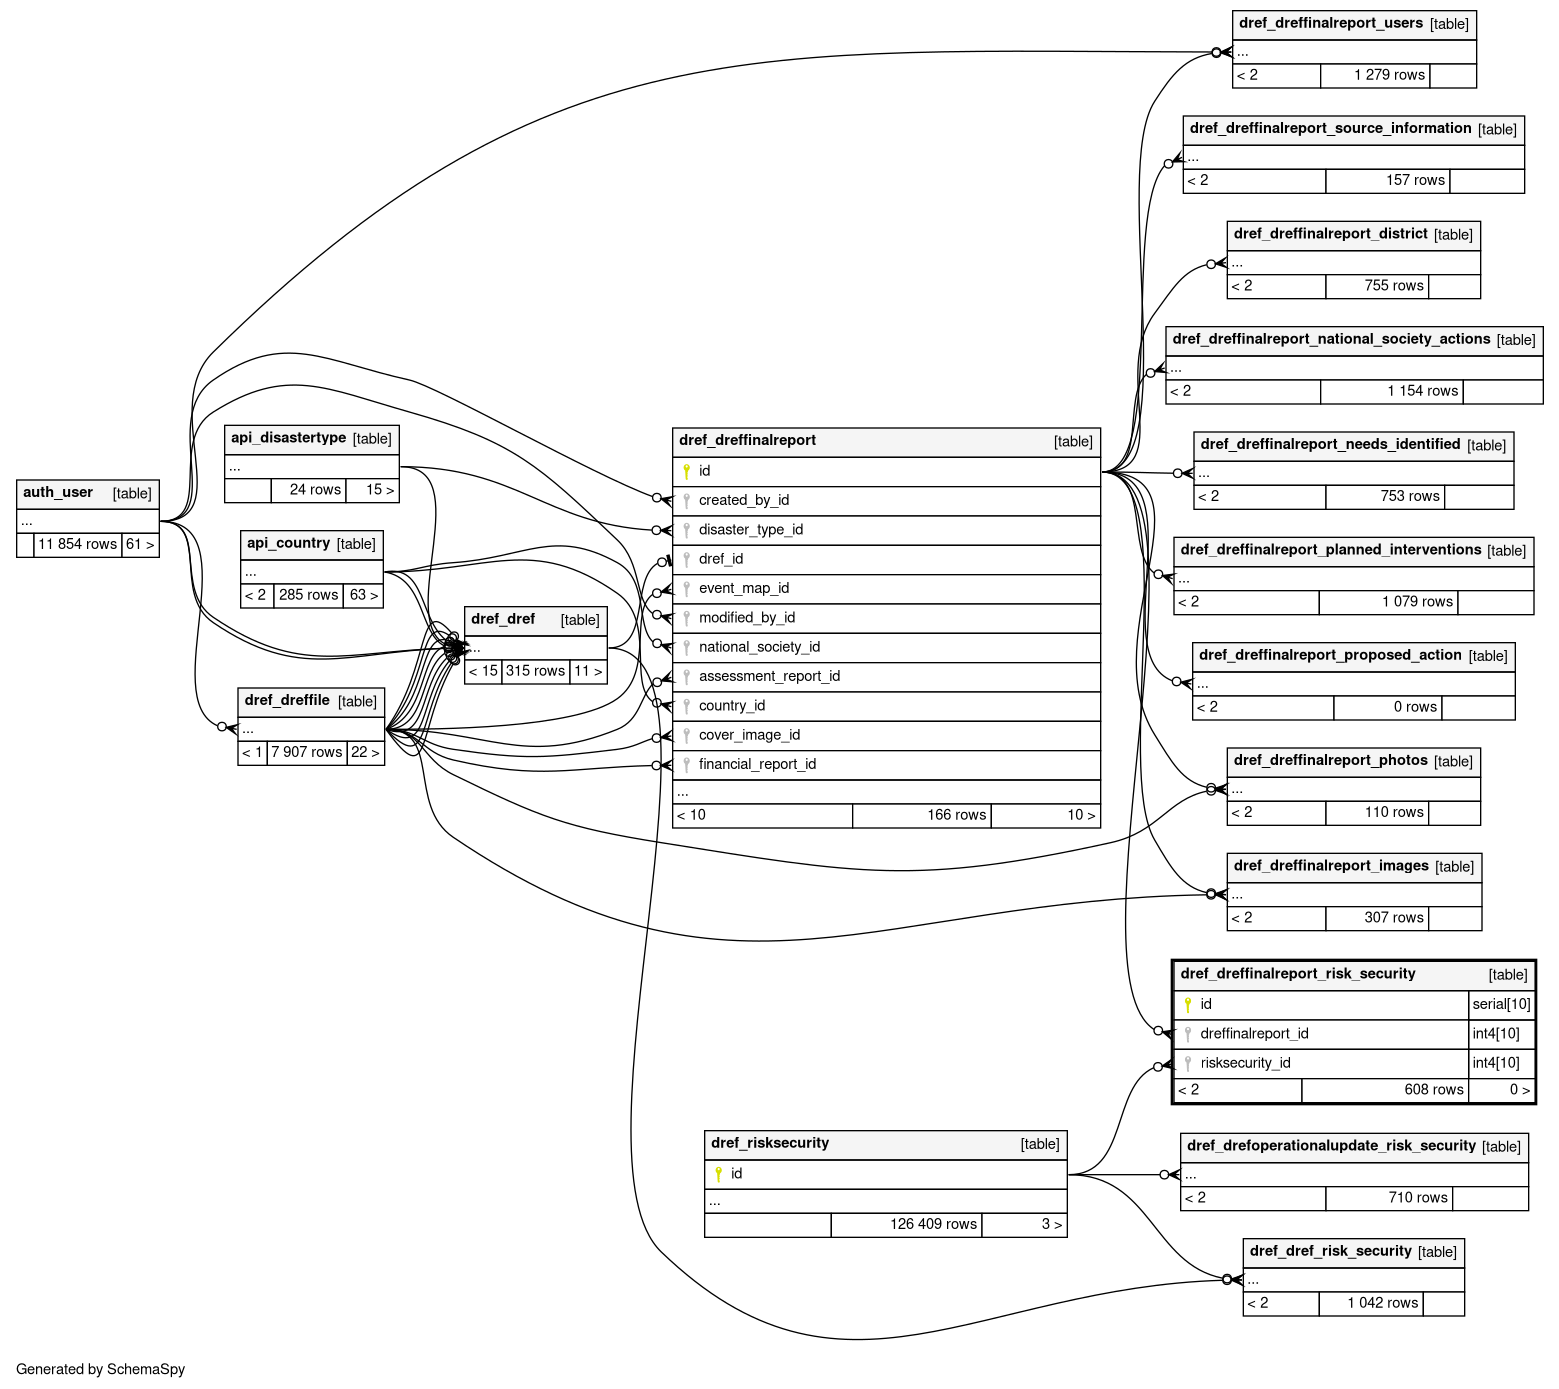 dref_dreffinalreport_users [table]
...
< 2 1 279 rows
dref_dreffinalreport_source_information [table]
...
< 2 157 rows
dref_dreffinalreport_district [table]
...
< 2 755 rows
dref_dreffinalreport_national_society_actions [table]
...
< 2 1 154 rows
dref_dreffinalreport_needs_identified [table]
...
< 2 753 rows
dref_dreffinalreport_planned_interventions [table]
...
< 2 1 079 rows
dref_dreffinalreport_proposed_action [table]
...
< 2 0 rows
dref_dreffinalreport_photos [table]
...
< 2 110 rows
dref_dreffinalreport_images [table]
...
< 2 307 rows
auth_user [table]
...
11 854 rows 61 >
api_disastertype [table]
...
24 rows 15 >
api_country [table]
...
< 2 285 rows 63 >
dref_dref [table]
...
< 15 315 rows 11 >
dref_dreffile [table]
...
< 1 7 907 rows 22 >
dref_dreffinalreport [table]
id
created_by_id
disaster_type_id
dref_id
event_map_id
modified_by_id
national_society_id
assessment_report_id
country_id
cover_image_id
financial_report_id
...
< 10 166 rows 10 >
dref_dreffinalreport_risk_security [table]
id serial[10]
dreffinalreport_id int4[10]
risksecurity_id int4[10]
< 2 608 rows 0 >
dref_risksecurity [table]
id
...
126 409 rows 3 >
dref_drefoperationalupdate_risk_security [table]
...
< 2 710 rows
dref_dref_risk_security [table]
...
< 2 1 042 rows
Generated by SchemaSpy